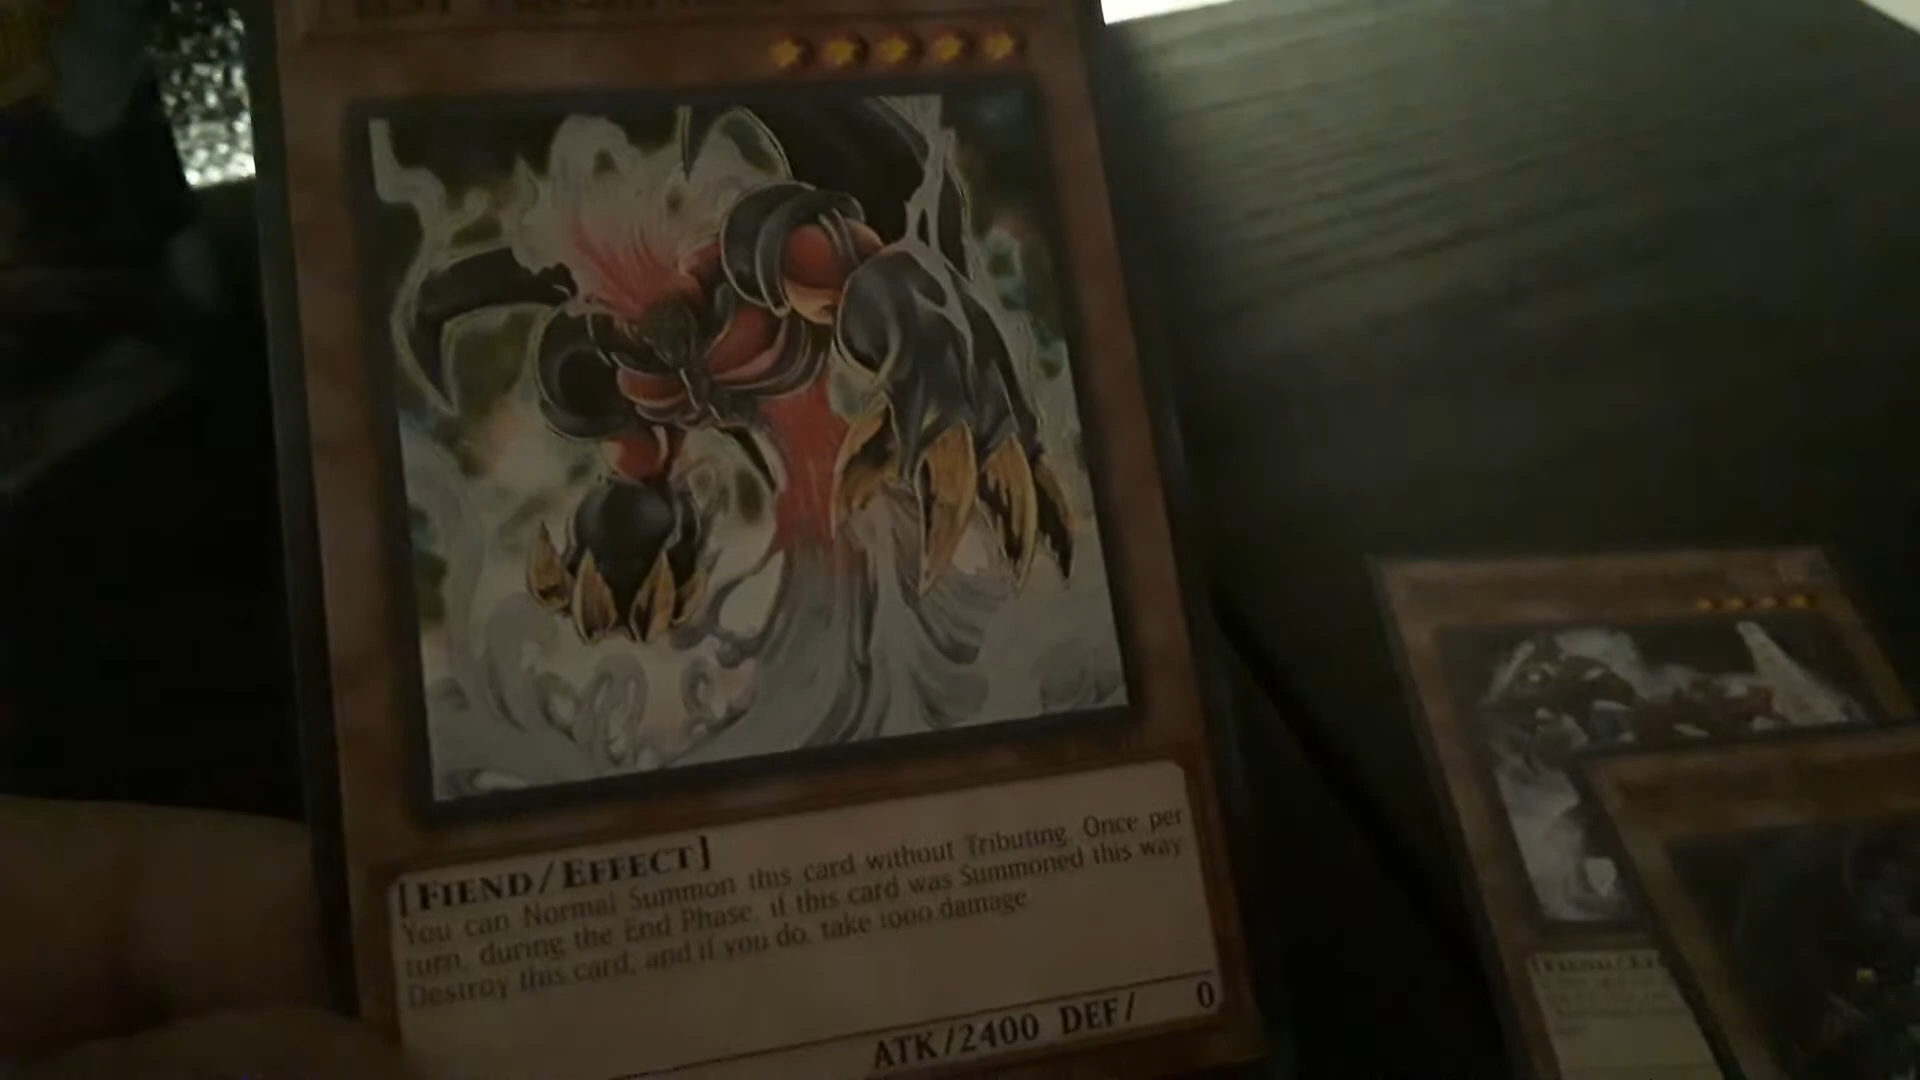 [FIEND/EFFECT]
You can Normal Summon this card without Tributing. Once per
turn, during the End Phase, if this card was Summoned this way
Destroy this card, and if you do, take 1000 damage
ATK/2400 DEF/ 0